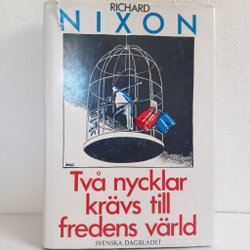 RICHARD
NIXON
Två nycklar
krävs till
fredens värld
SVENSKA DAGBLADET